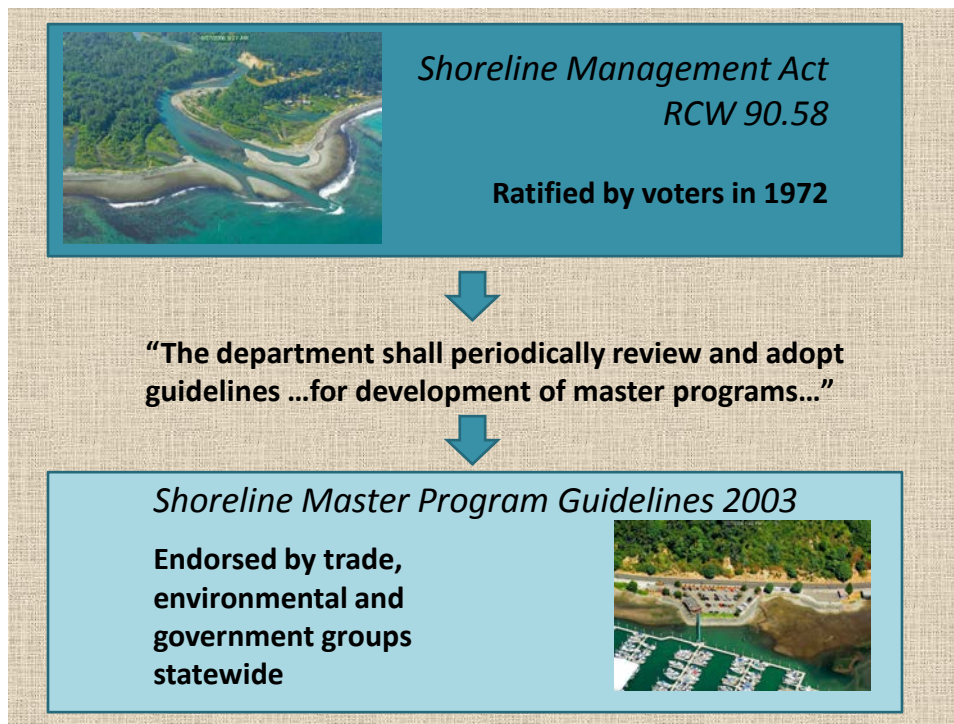 Shoreline Management Act
RCW 90.58
Ratified by voters in 1972
“The department shall periodically review and adopt
guidelines …for development of master programs…”
Shoreline Master Program Guidelines 2003
Endorsed by trade,
environmental and
government groups
statewide